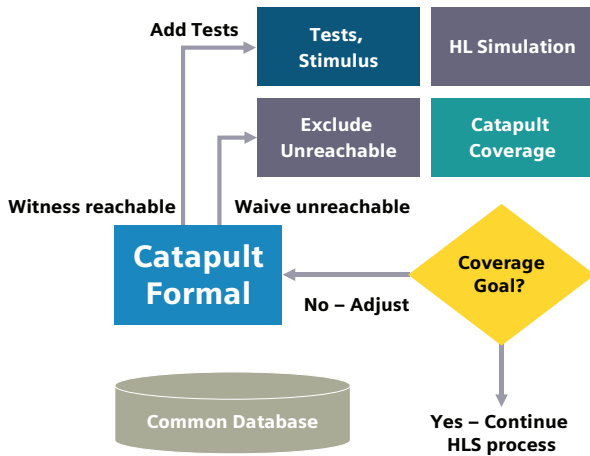 Add Tests
Tests,
Stimulus
HL Simulation
Exclude
Unreachable
Catapult
Coverage
Witness reachable
Waive unreachable
Catapult
Formal
Coverage
Goal?
No – Adjust
Common Database
Yes – Continue
HLS process